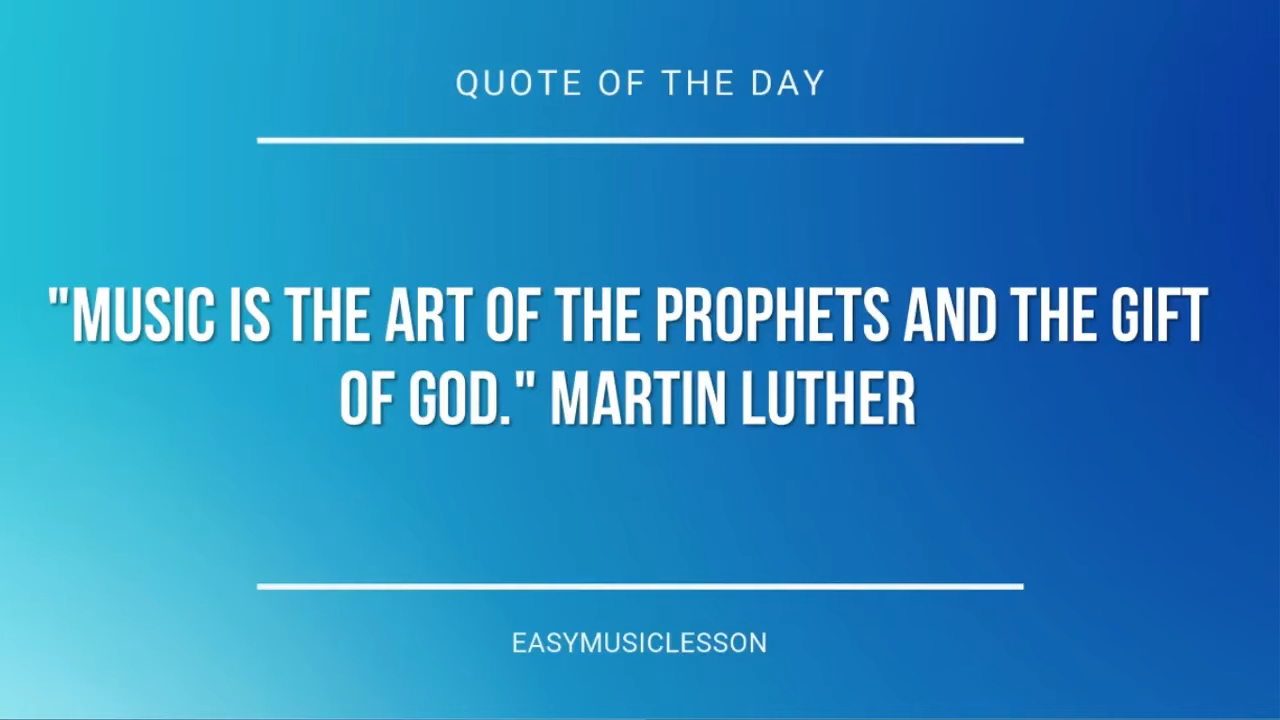 QUOTE OF THE DAY
"MUSIC IS THE ART OF THE PROPHETS AND THE GIFT
OF GOD." MARTIN LUTHER
EASYMUSICLESSON